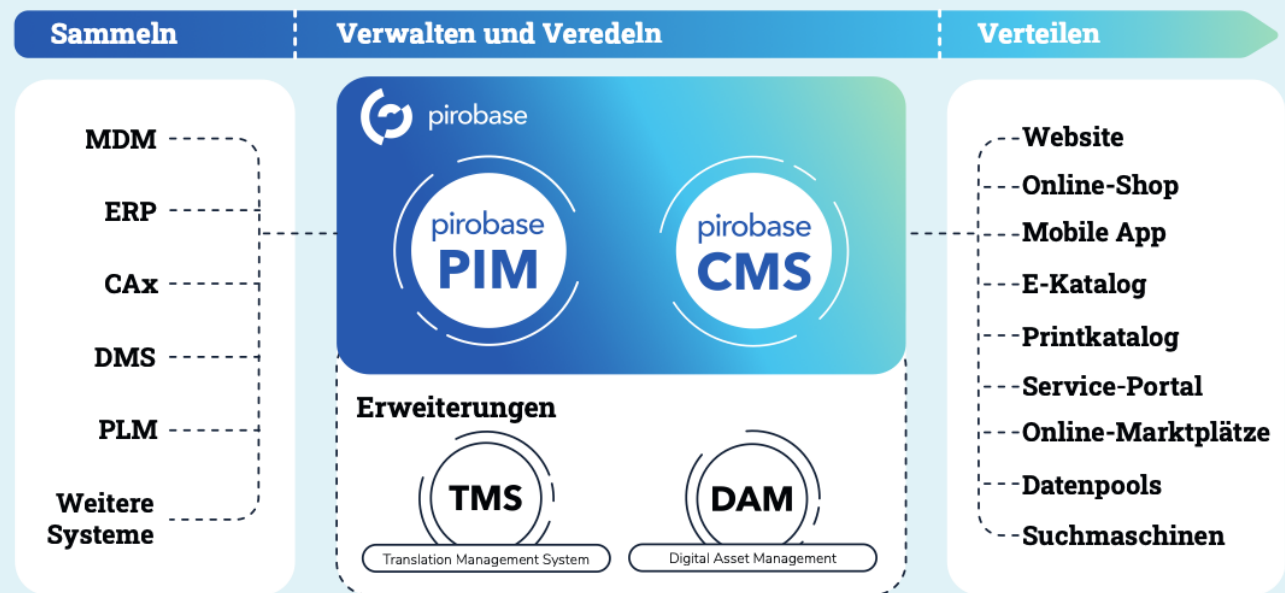 Sammeln
Verwalten und Veredeln
Verteilen
MDM
ERP
CAx
DMS
PLM
Weitere
Systeme
pirobase
pirobase
PIM
pirobase
CMS
Erweiterungen
TMS
Translation Management System
DAM
Digital Asset Management
Website
Online-Shop
Mobile App
E-Katalog
Printkatalog
Service-Portal
Online-Marktplätze
Datenpools
Suchmaschinen